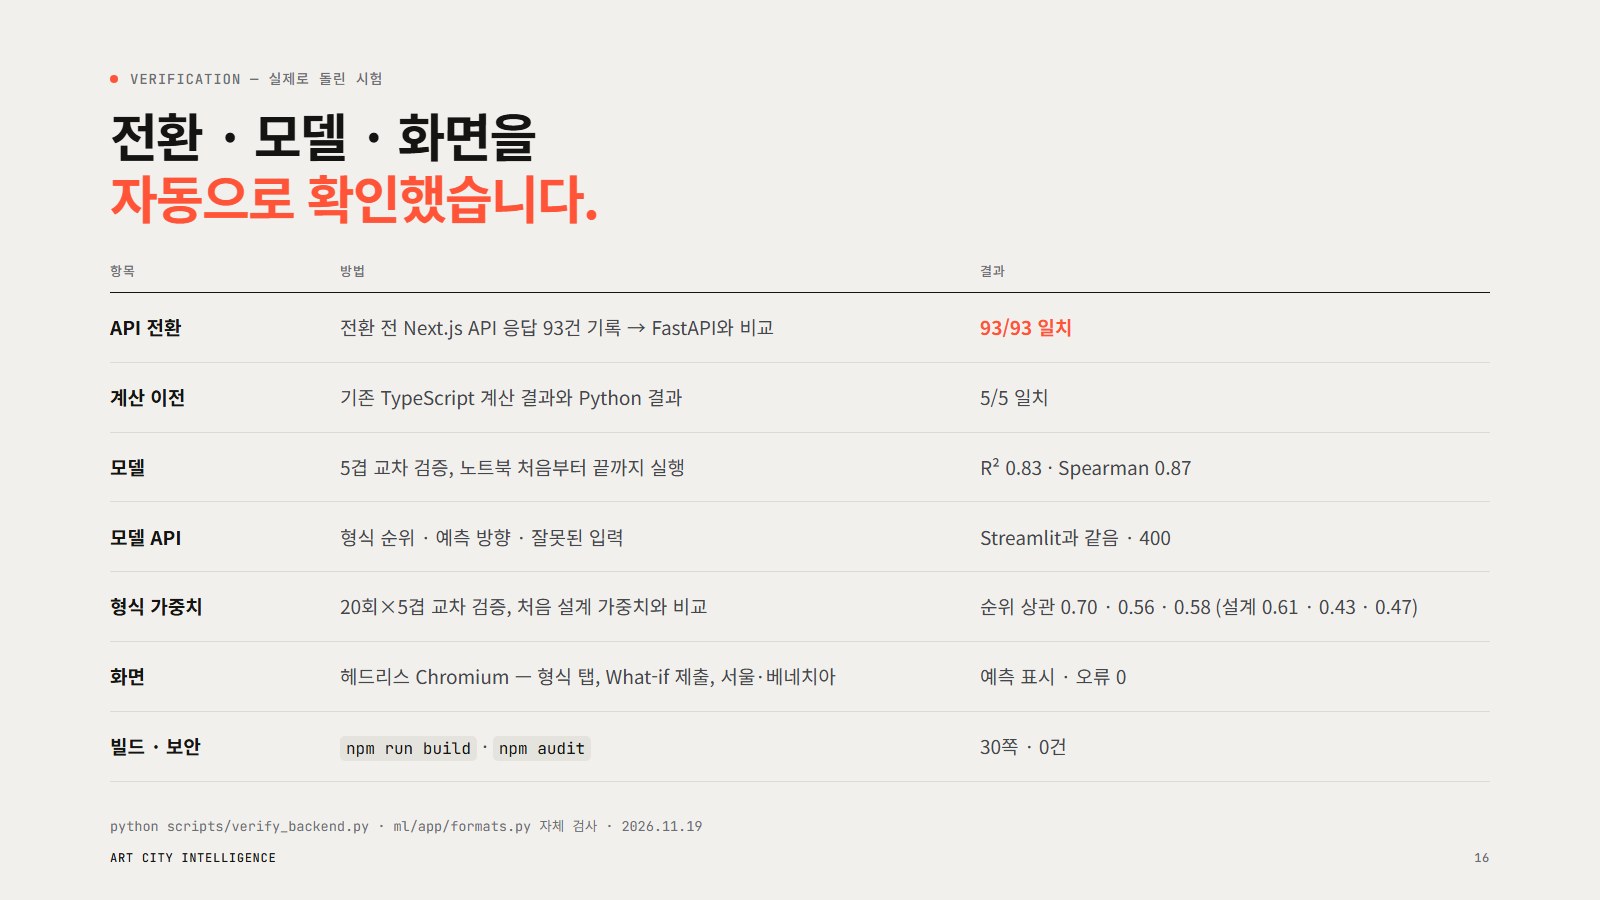 VERIFICATION — 실제로 돌린 시험
전환 · 모델 · 화면을
자동으로 확인했습니다.
항목 방법 결과
API 전환 전환 전 Next.js API 응답 93건 기록 → FastAPI와 비교 93/93 일치
계산 이전 기존 TypeScript 계산 결과와 Python 결과 5/5 일치
모델 5겹 교차 검증, 노트북 처음부터 끝까지 실행 R² 0.83 · Spearman 0.87
모델 API 형식 순위 · 예측 방향 · 잘못된 입력 Streamlit과 같음 · 400
형식 가중치 20회×5겹 교차 검증, 처음 설계 가중치와 비교 순위 상관 0.70 · 0.56 · 0.58 (설계 0.61 · 0.43 · 0.47)
화면 헤드리스 Chromium — 형식 탭, What-if 제출, 서울·베네치아 예측 표시 · 오류 0
빌드 · 보안 npm run build · npm audit 30쪽 · 0건
python scripts/verify_backend.py · ml/app/formats.py 자체 검사 · 2026.11.19
ART CITY INTELLIGENCE 16